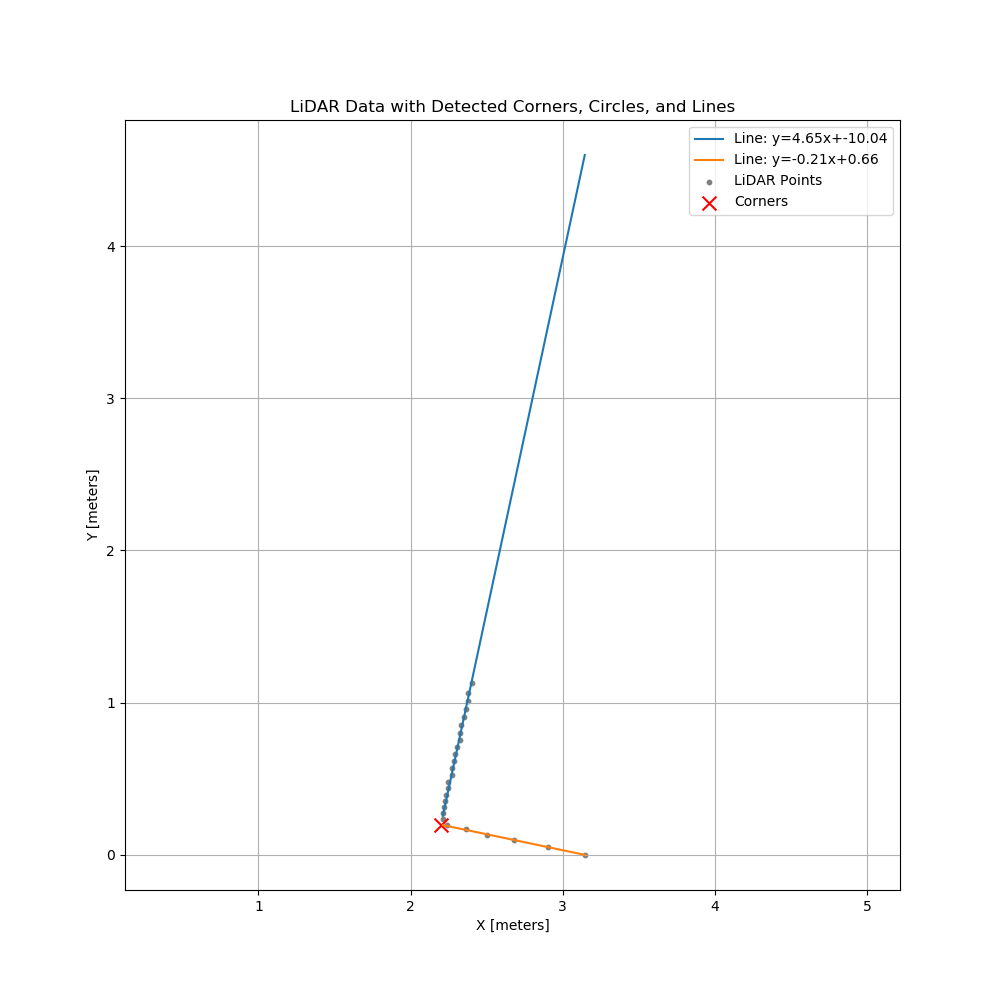 LiDAR Data with Detected Corners, Circles, and Lines
Line: y=4.65x+-10.04
Line: y=-0.21x+0.66
LiDAR Points
Corners
4
3
2
1
0
Y [meters]
1
2
3
4
5
X [meters]